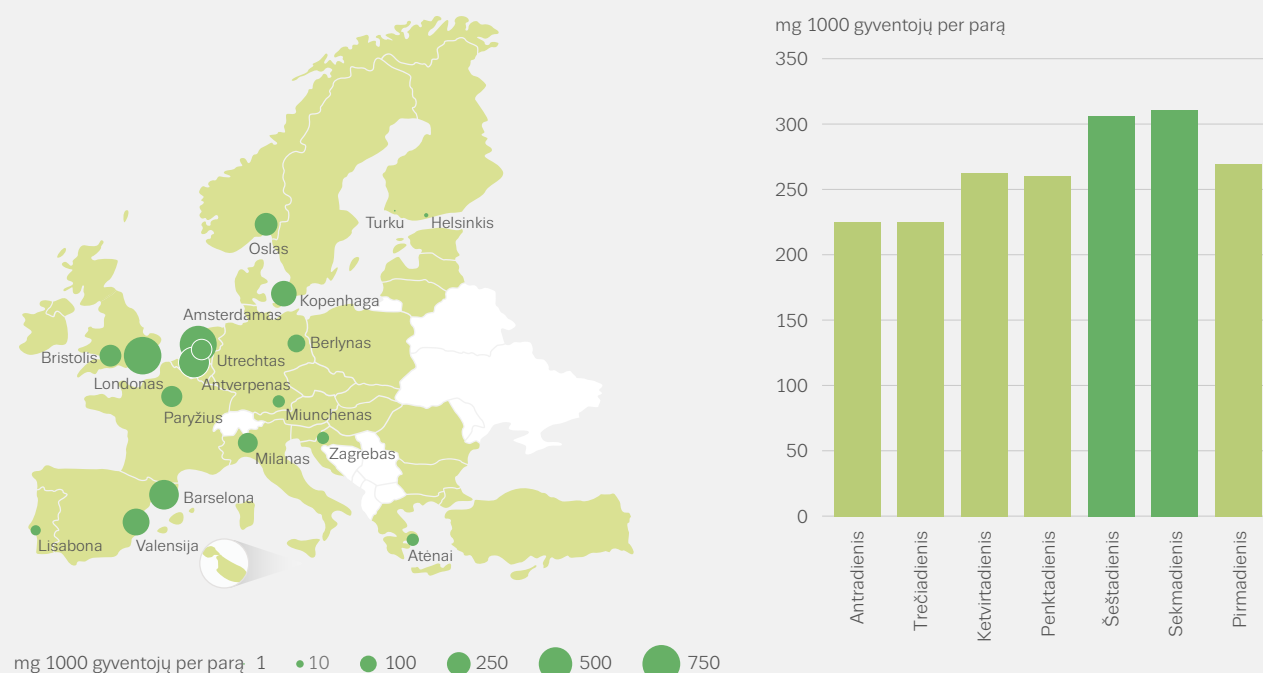 mg 1000 gyventojų per parą
350
300
250
200
150
100
50
0
Antradienis
Trečiadienis
Ketvirtadienis
Penktadienis
Šeštadienis
Sekmadienis
Pirmadienis
Turku
Helsinkis
Oslas
Kopenhaga
Amsterdamas
Berlynas
Bristolis
Utrechtas
Londonas
Antverpenas
Paryžius
Miunchenas
Milanas
Zagrebas
Barselona
Lisabona
Valensija
Atėnai
mg 1000 gyventojų per parą 1 10 100 250 500 750